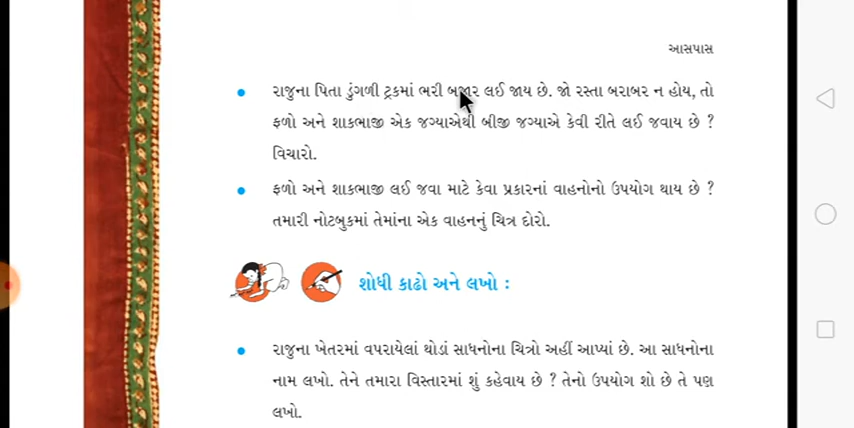 આસપાસ
રાજુના પિતા ડુંગળી ટ્રકમાં ભરી બજાર લઈ જાય છે. જો રસ્તા બરાબર ન હોય, તો
ફળો અને શાકભાજી એક જગ્યાએથી બીજી જગ્યાએ કેવી રીતે લઈ જવાય છે ?
વિચારો.
ફળો અને શાકભાજી લઈ જવા માટે કેવા પ્રકારનાં વાહનોનો ઉપયોગ થાય છે ?
તમારી નોટબુકમાં તેમાંના એક વાહનનું ચિત્ર દોરો.
શોધી કાઢો અને લખો :
રાજુના ખેતરમાં વપરાયેલાં થોડાં સાધનોના ચિત્રો અહીં આપ્યાં છે. આ સાધનોના
નામ લખો. તેને તમારા વિસ્તારમાં શું કહેવાય છે ? તેનો ઉપયોગ શો છે તે પણ
લખો.